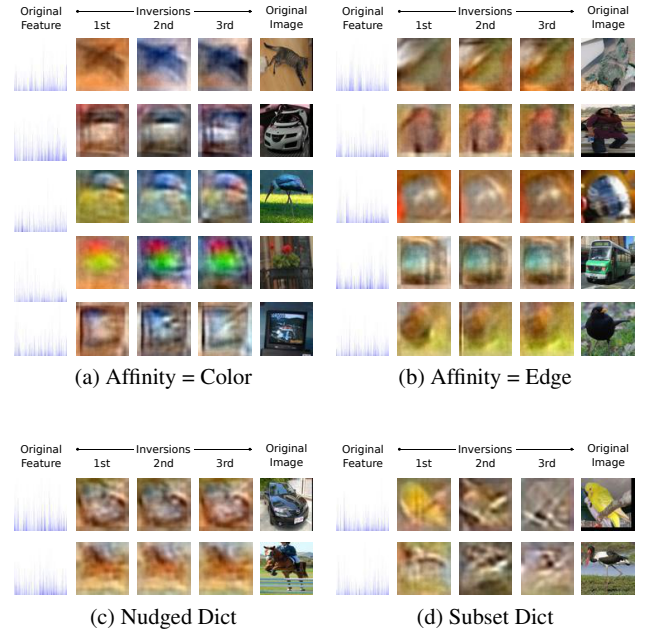 Original Feature
Inversions
Original Image
1st 2nd 3rd
Original Feature
Inversions
Original Image
1st 2nd 3rd
(a) Affinity = Color
(b) Affinity = Edge
Original Feature
Inversions
Original Image
1st 2nd 3rd
Original Feature
Inversions
Original Image
1st 2nd 3rd
(c) Nudged Dict
(d) Subset Dict